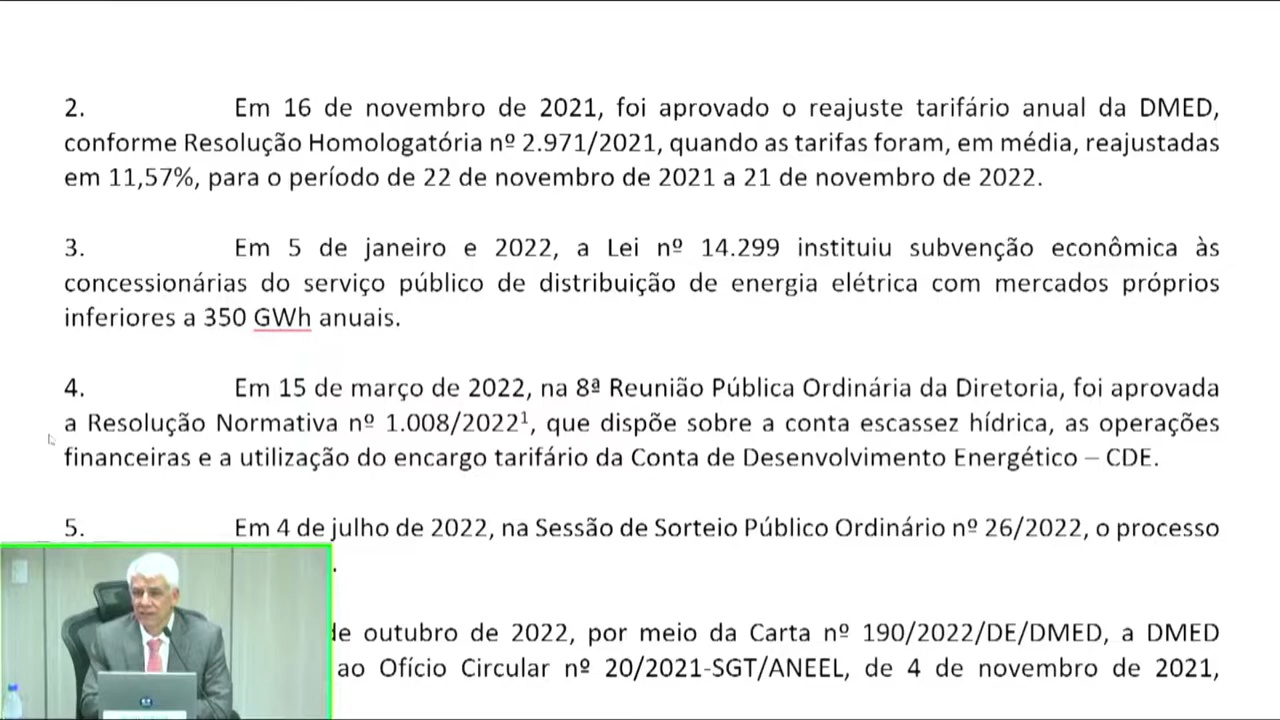 2. Em 16 de novembro de 2021, foi aprovado o reajuste tarifário anual da DMED,
conforme Resolução Homologatória nº 2.971/2021, quando as tarifas foram, em média, reajustadas
em 11,57%, para o período de 22 de novembro de 2021 a 21 de novembro de 2022.
3. Em 5 de janeiro e 2022, a Lei nº 14.299 instituiu subvenção econômica às
concessionárias do serviço público de distribuição de energia elétrica com mercados próprios
inferiores a 350 GWh anuais.
4. Em 15 de março de 2022, na 8ª Reunião Pública Ordinária da Diretoria, foi aprovada
a Resolução Normativa nº 1.008/2022¹, que dispõe sobre a conta escassez hídrica, as operações
financeiras e a utilização do encargo tarifário da Conta de Desenvolvimento Energético – CDE.
5. Em 4 de julho de 2022, na Sessão de Sorteio Público Ordinário nº 26/2022, o processo
.
de outubro de 2022, por meio da Carta nº 190/2022/DE/DMED, a DMED
ao Ofício Circular nº 20/2021-SGT/ANEEL, de 4 de novembro de 2021,